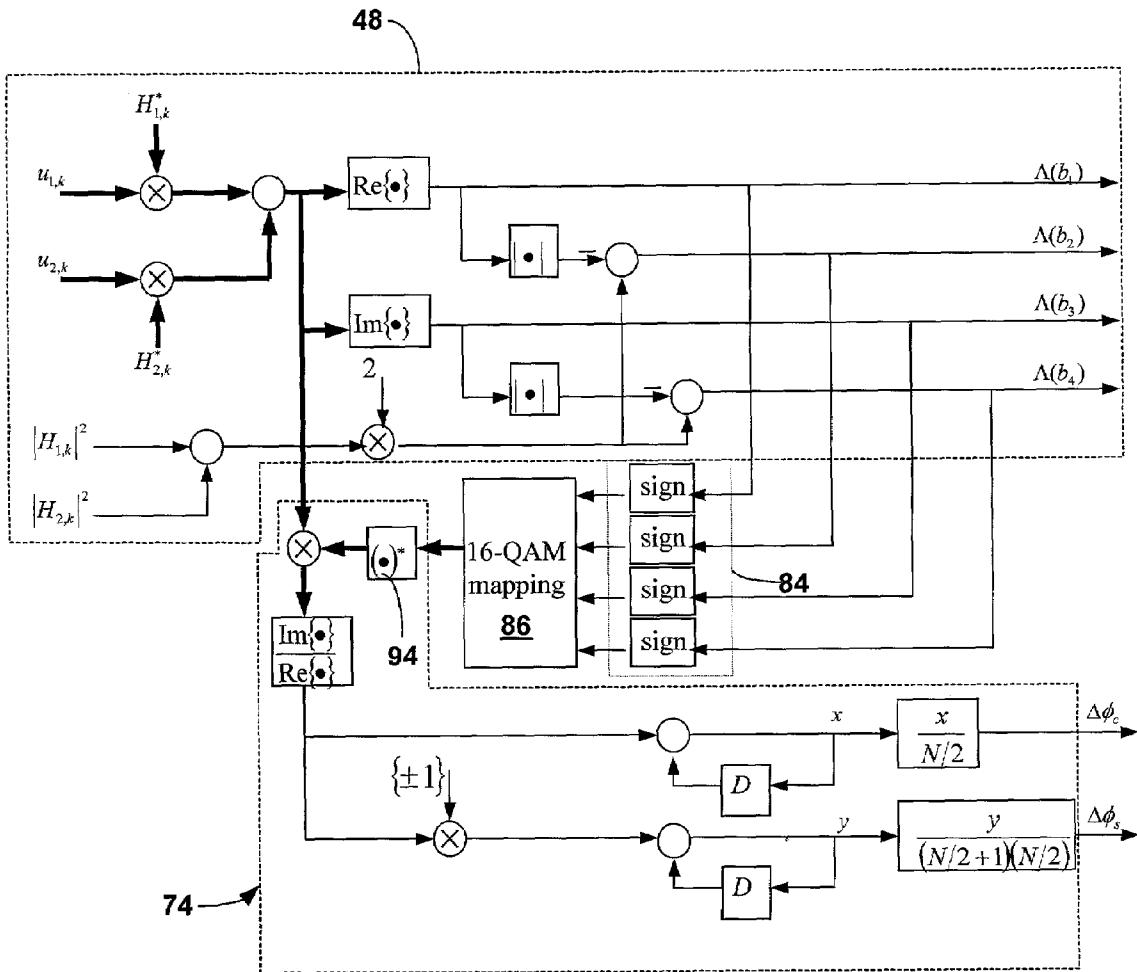 48
H*₁,ₖ
u₁,ₖ
Re{•}
Λ(b₁)
|•|
−
Λ(b₂)
u₂,ₖ
Im{•}
Λ(b₃)
H*₂,ₖ
2
|•|
−
Λ(b₄)
|H₁,ₖ|²
|H₂,ₖ|²
sign
sign
sign
sign
84
16-QAM
mapping
86
(•)*
94
Im{•}
Re{•}
x
x
N/2
Δϕc
D
{±1}
y
y
(N/2+1)(N/2)
Δϕs
D
74